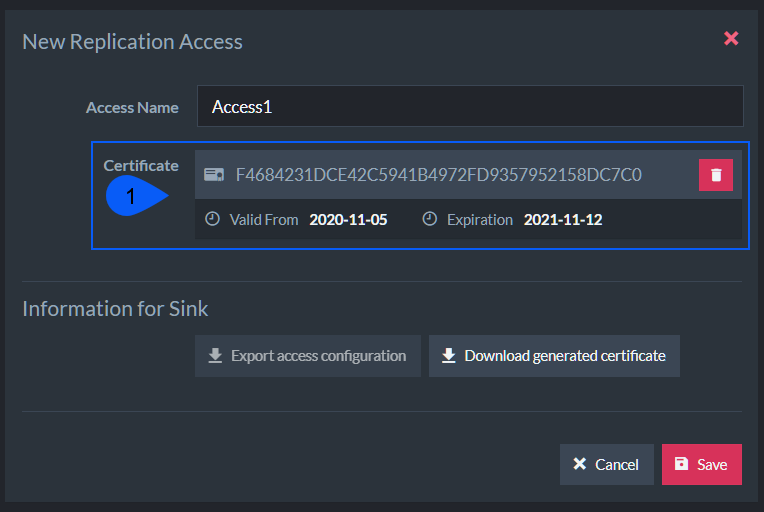 New Replication Access
Access Name Access1
Certificate
F4684231DCE42C5941B4972FD9357952158DC7C0
1
Valid From 2020-11-05 Expiration 2021-11-12
Information for Sink
Export access configuration Download generated certificate
Cancel Save